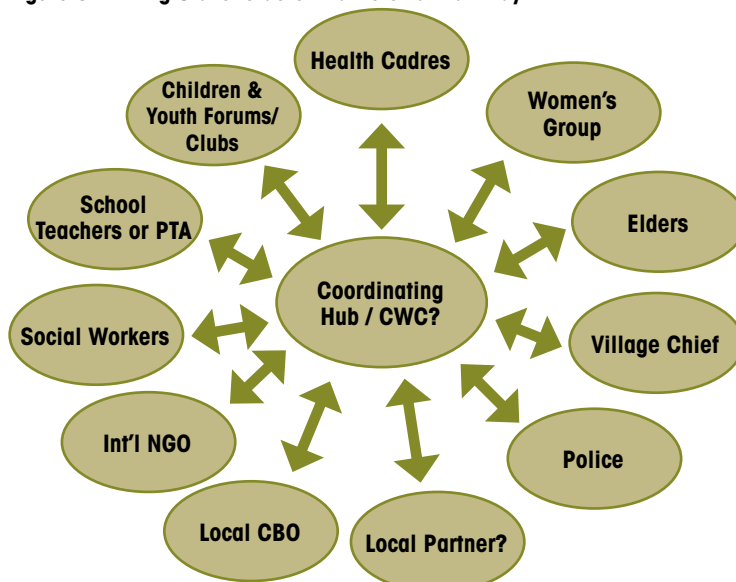 Health Cadres
Children &
Youth Forums/
Clubs
Women's
Group
School
Teachers or PTA
Elders
Coordinating
Hub / CWC?
Social Workers
Village Chief
Int'l NGO
Police
Local CBO
Local Partner?